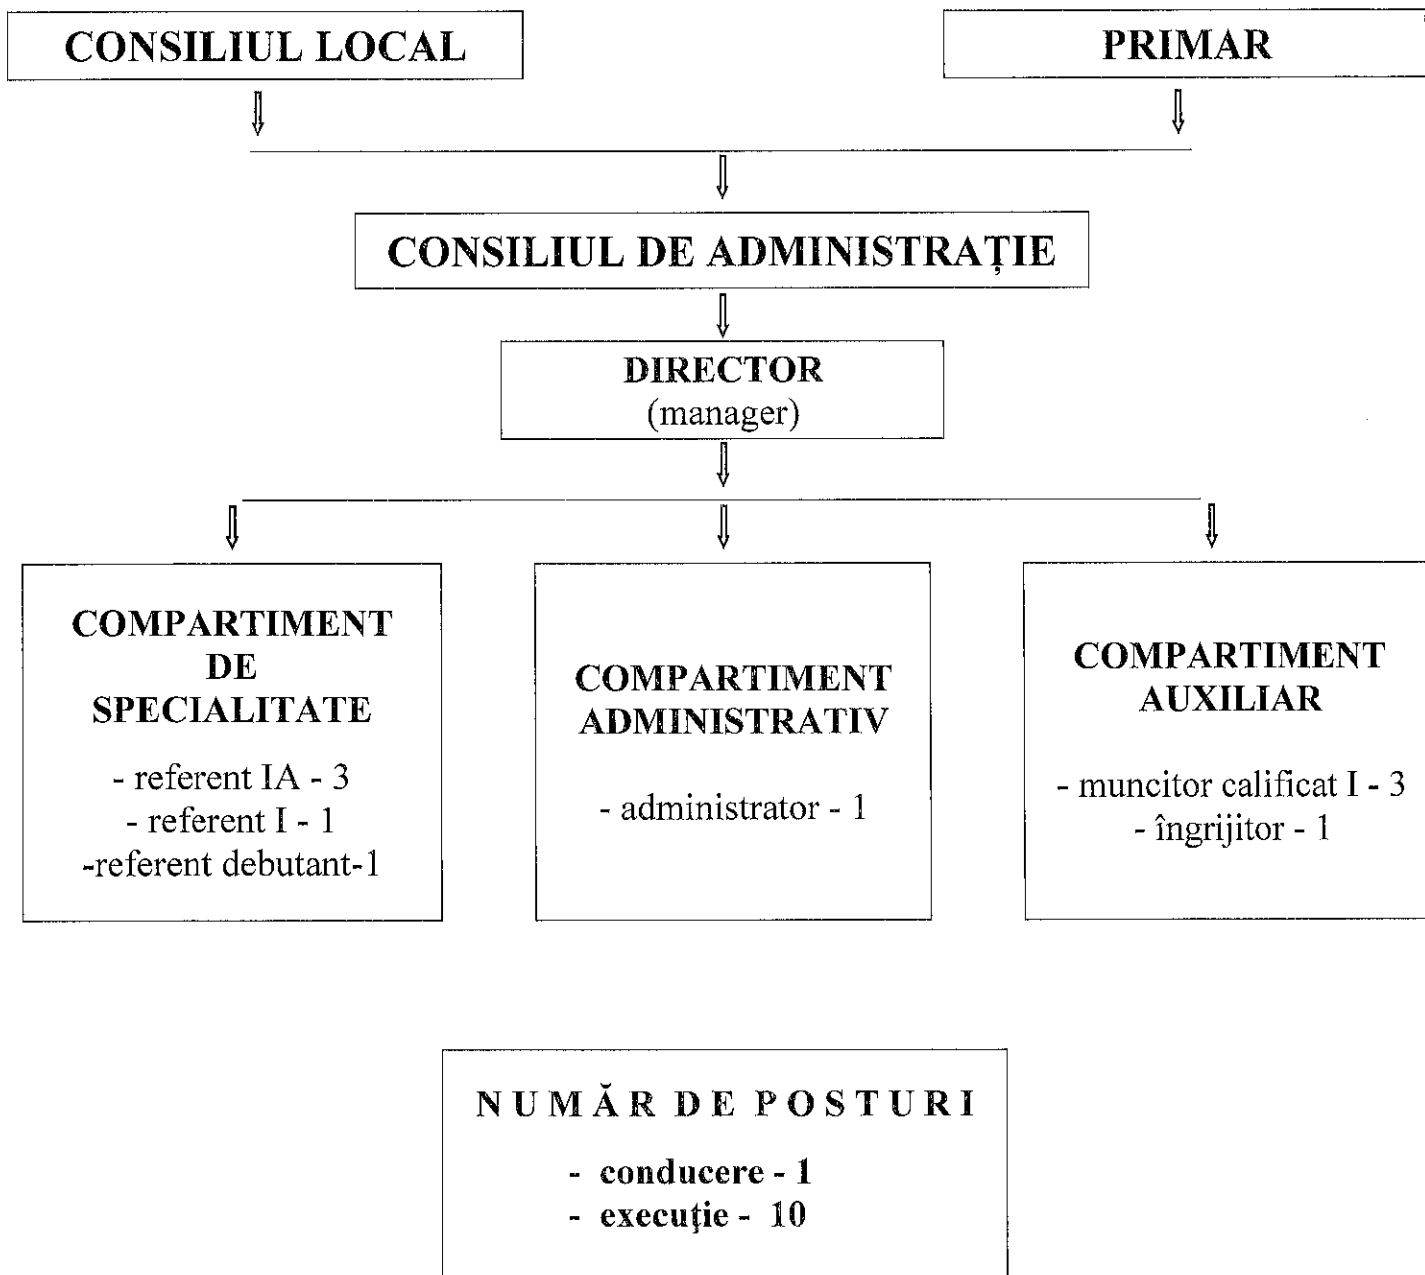 CONSILIUL LOCAL
PRIMAR
CONSILIUL DE ADMINISTRAȚIE
DIRECTOR
(manager)
COMPARTIMENT
DE
SPECIALITATE
- referent IA - 3
- referent I - 1
-referent debutant-1
COMPARTIMENT
ADMINISTRATIV
- administrator - 1
COMPARTIMENT
AUXILIAR
- muncitor calificat I - 3
- îngrijitor - 1
NUMĂR DE POSTURI
- conducere - 1
- execuţie - 10